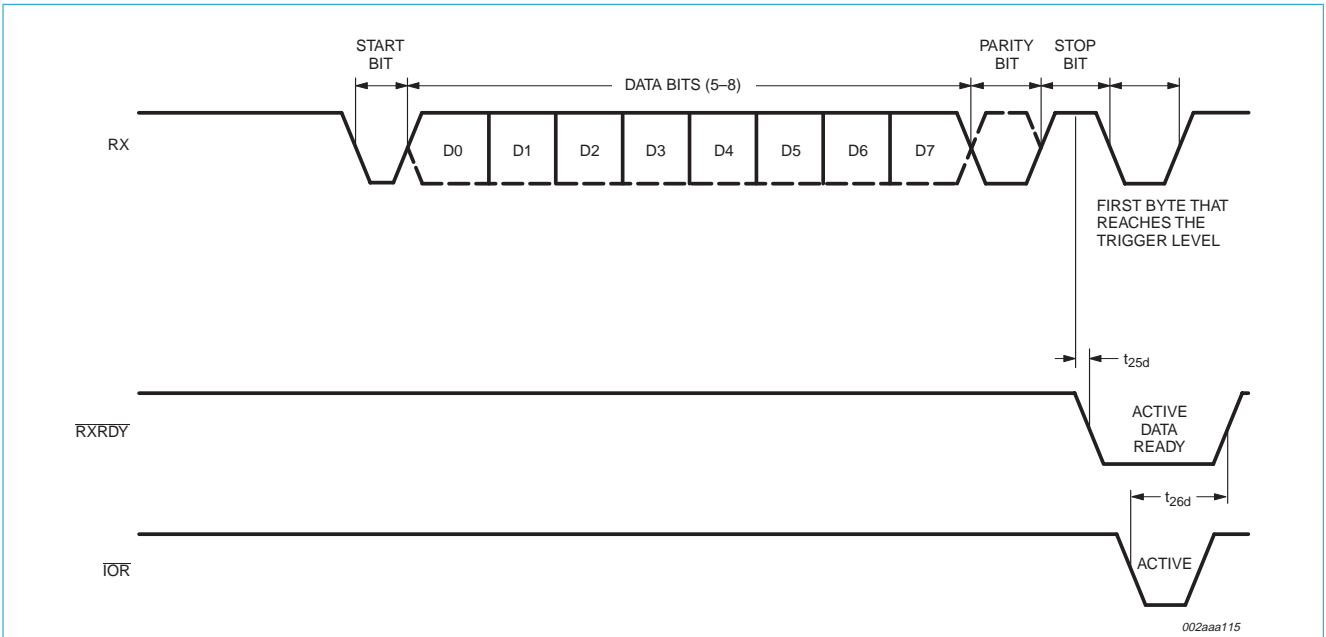 START
BIT
DATA BITS (5–8)
PARITY
BIT
STOP
BIT
RX
D0
D1
D2
D3
D4
D5
D6
D7
FIRST BYTE THAT
REACHES THE
TRIGGER LEVEL
t25d
RXRDY
ACTIVE
DATA
READY
t26d
IOR
ACTIVE
002aaa115